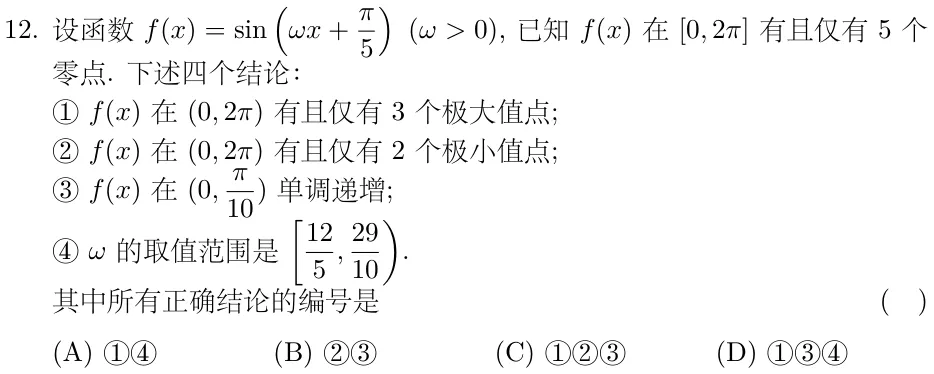 12. 设函数 f(x) = sin(ωx + π/5) (ω > 0), 已知 f(x) 在 [0, 2π] 有且仅有 5 个
零点. 下述四个结论：
① f(x) 在 (0, 2π) 有且仅有 3 个极大值点;
② f(x) 在 (0, 2π) 有且仅有 2 个极小值点;
③ f(x) 在 (0, π/10) 单调递增;
④ ω 的取值范围是 [12/5, 29/10).
其中所有正确结论的编号是 ( )
(A) ①④ (B) ②③ (C) ①②③ (D) ①③④